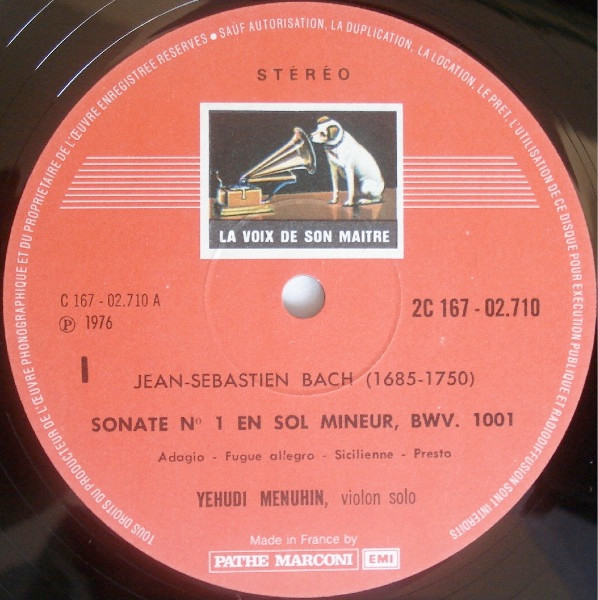 TOUS DROITS DU PRODUCTEUR DE L'ŒUVRE PHONOGRAPHIQUE ET DU PROPRIETAIRE DE L'ŒUVRE ENREGISTREE RESERVES ● SAUF AUTORISATION, LA DUPLICATION, LA LOCATION, LE PRET, L'UTILISATION DE CE DISQUE POUR EXECUTION PUBLIQUE ET RADIODIFFUSION SONT INTERDITS
STÉRÉO
LA VOIX DE SON MAITRE
C 167 - 02.710 A
2C 167 - 02.710
℗ 1976
I
JEAN-SEBASTIEN BACH (1685-1750)
SONATE Nº 1 EN SOL MINEUR, BWV. 1001
Adagio - Fugue allegro - Sicilienne - Presto
YEHUDI MENUHIN, violon solo
Made in France by
PATHE MARCONI EMI